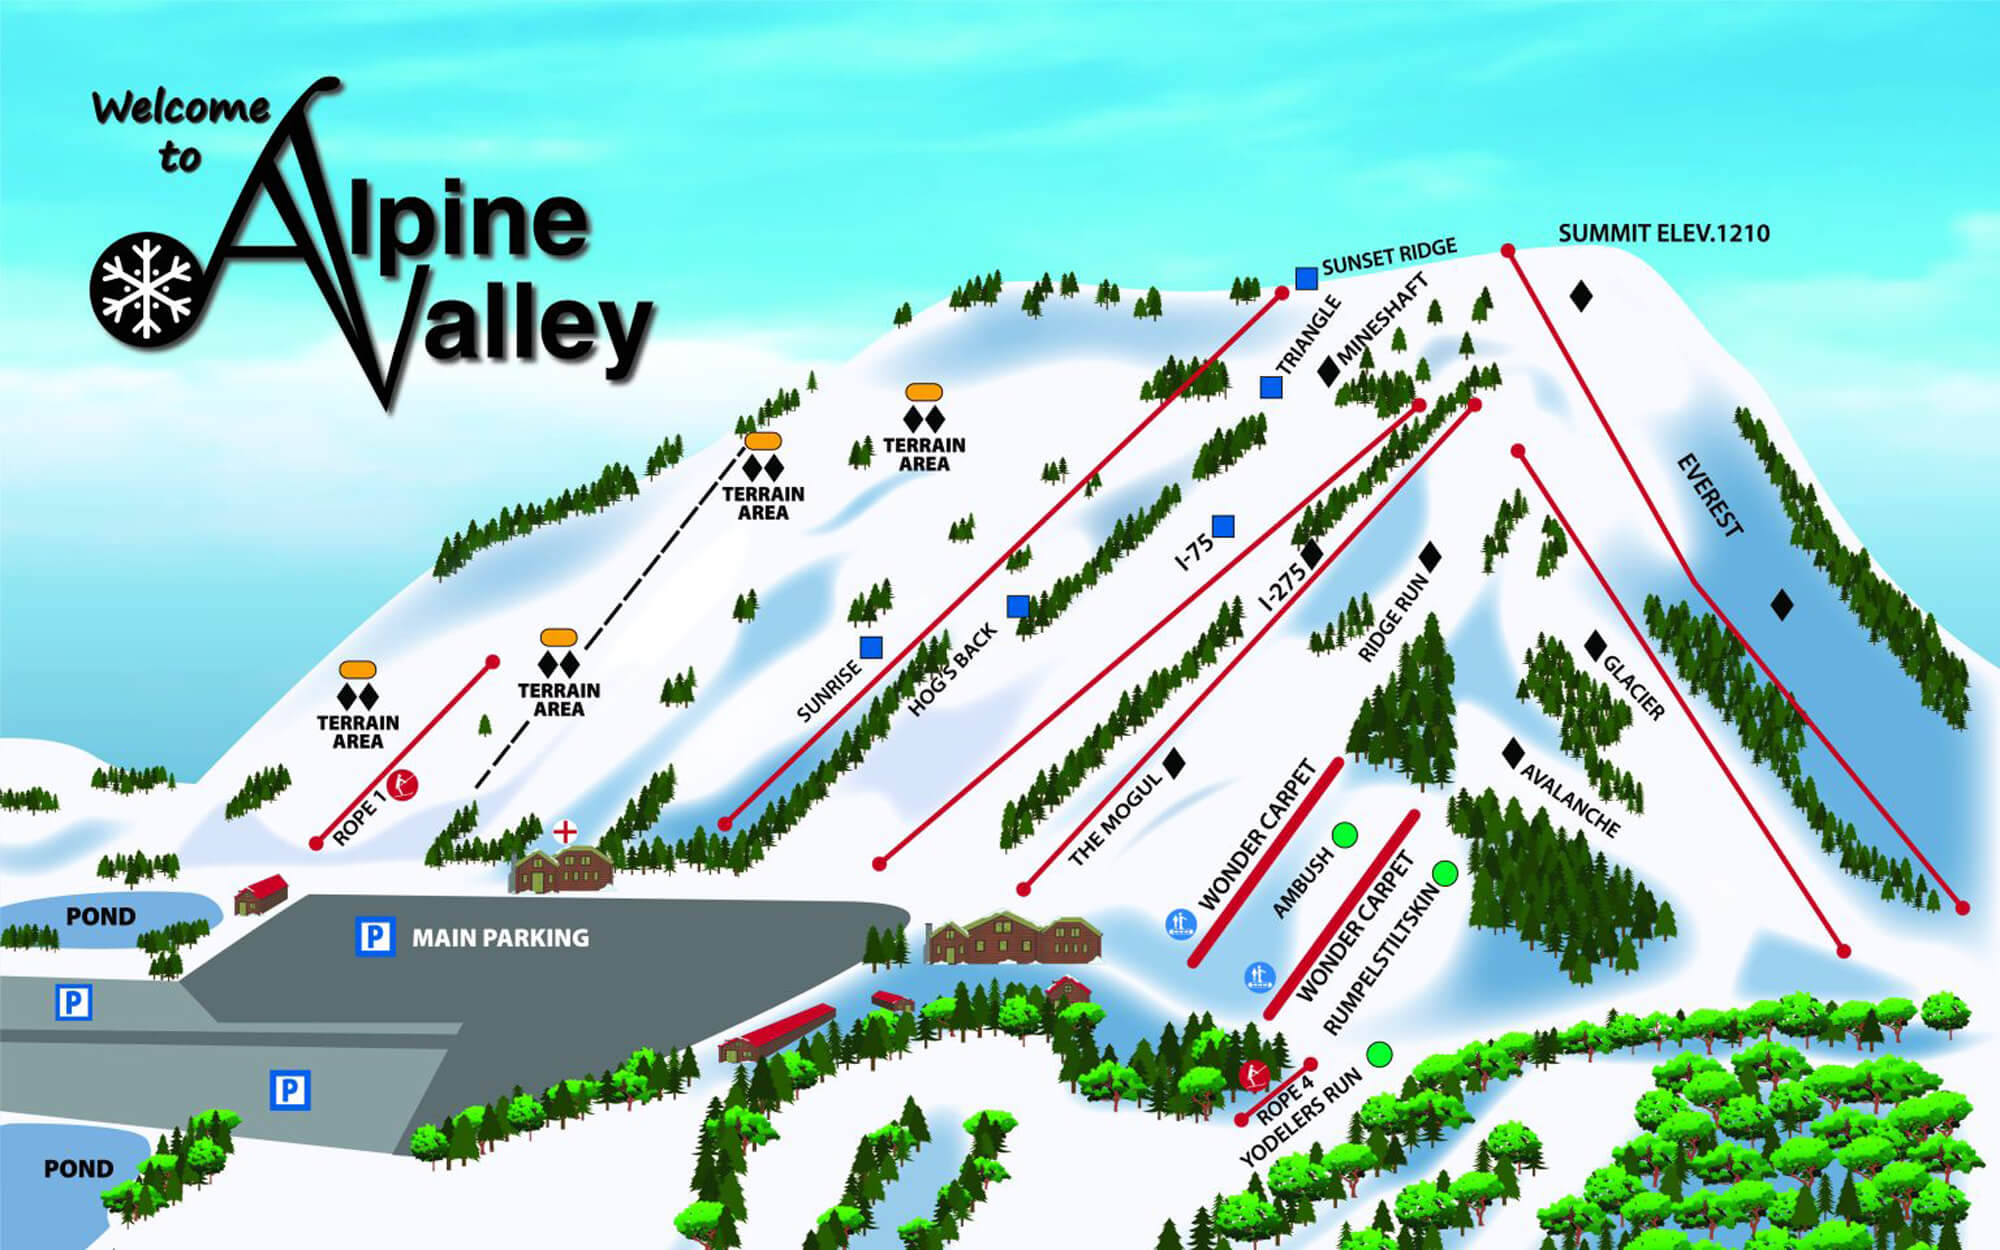 Welcome
to
Alpine
Valley
SUMMIT ELEV.1210
SUNSET RIDGE
TRIANGLE
MINESHAFT
TERRAIN
AREA
TERRAIN
AREA
TERRAIN
AREA
TERRAIN
AREA
EVEREST
I-75
I-275
RIDGE RUN
SUNRISE
HOG'S BACK
GLACIER
AVALANCHE
ROPE 1
THE MOGUL
WONDER CARPET
AMBUSH
WONDER CARPET
RUMPELSTILTSKIN
POND
P
MAIN PARKING
P
P
ROPE 4
YODELERS RUN
POND